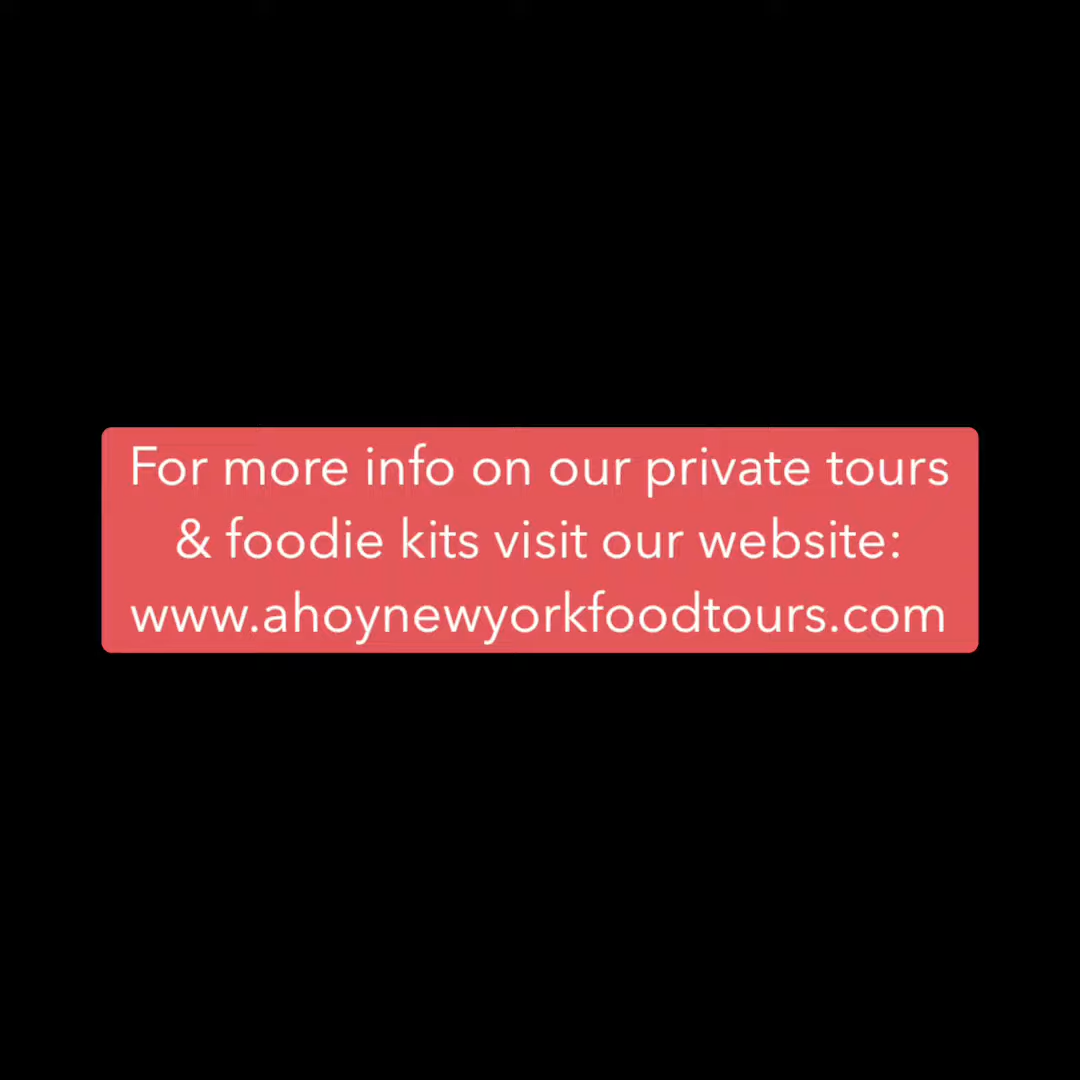 For more info on our private tours
& foodie kits visit our website:
www.ahoynewyorkfoodtours.com